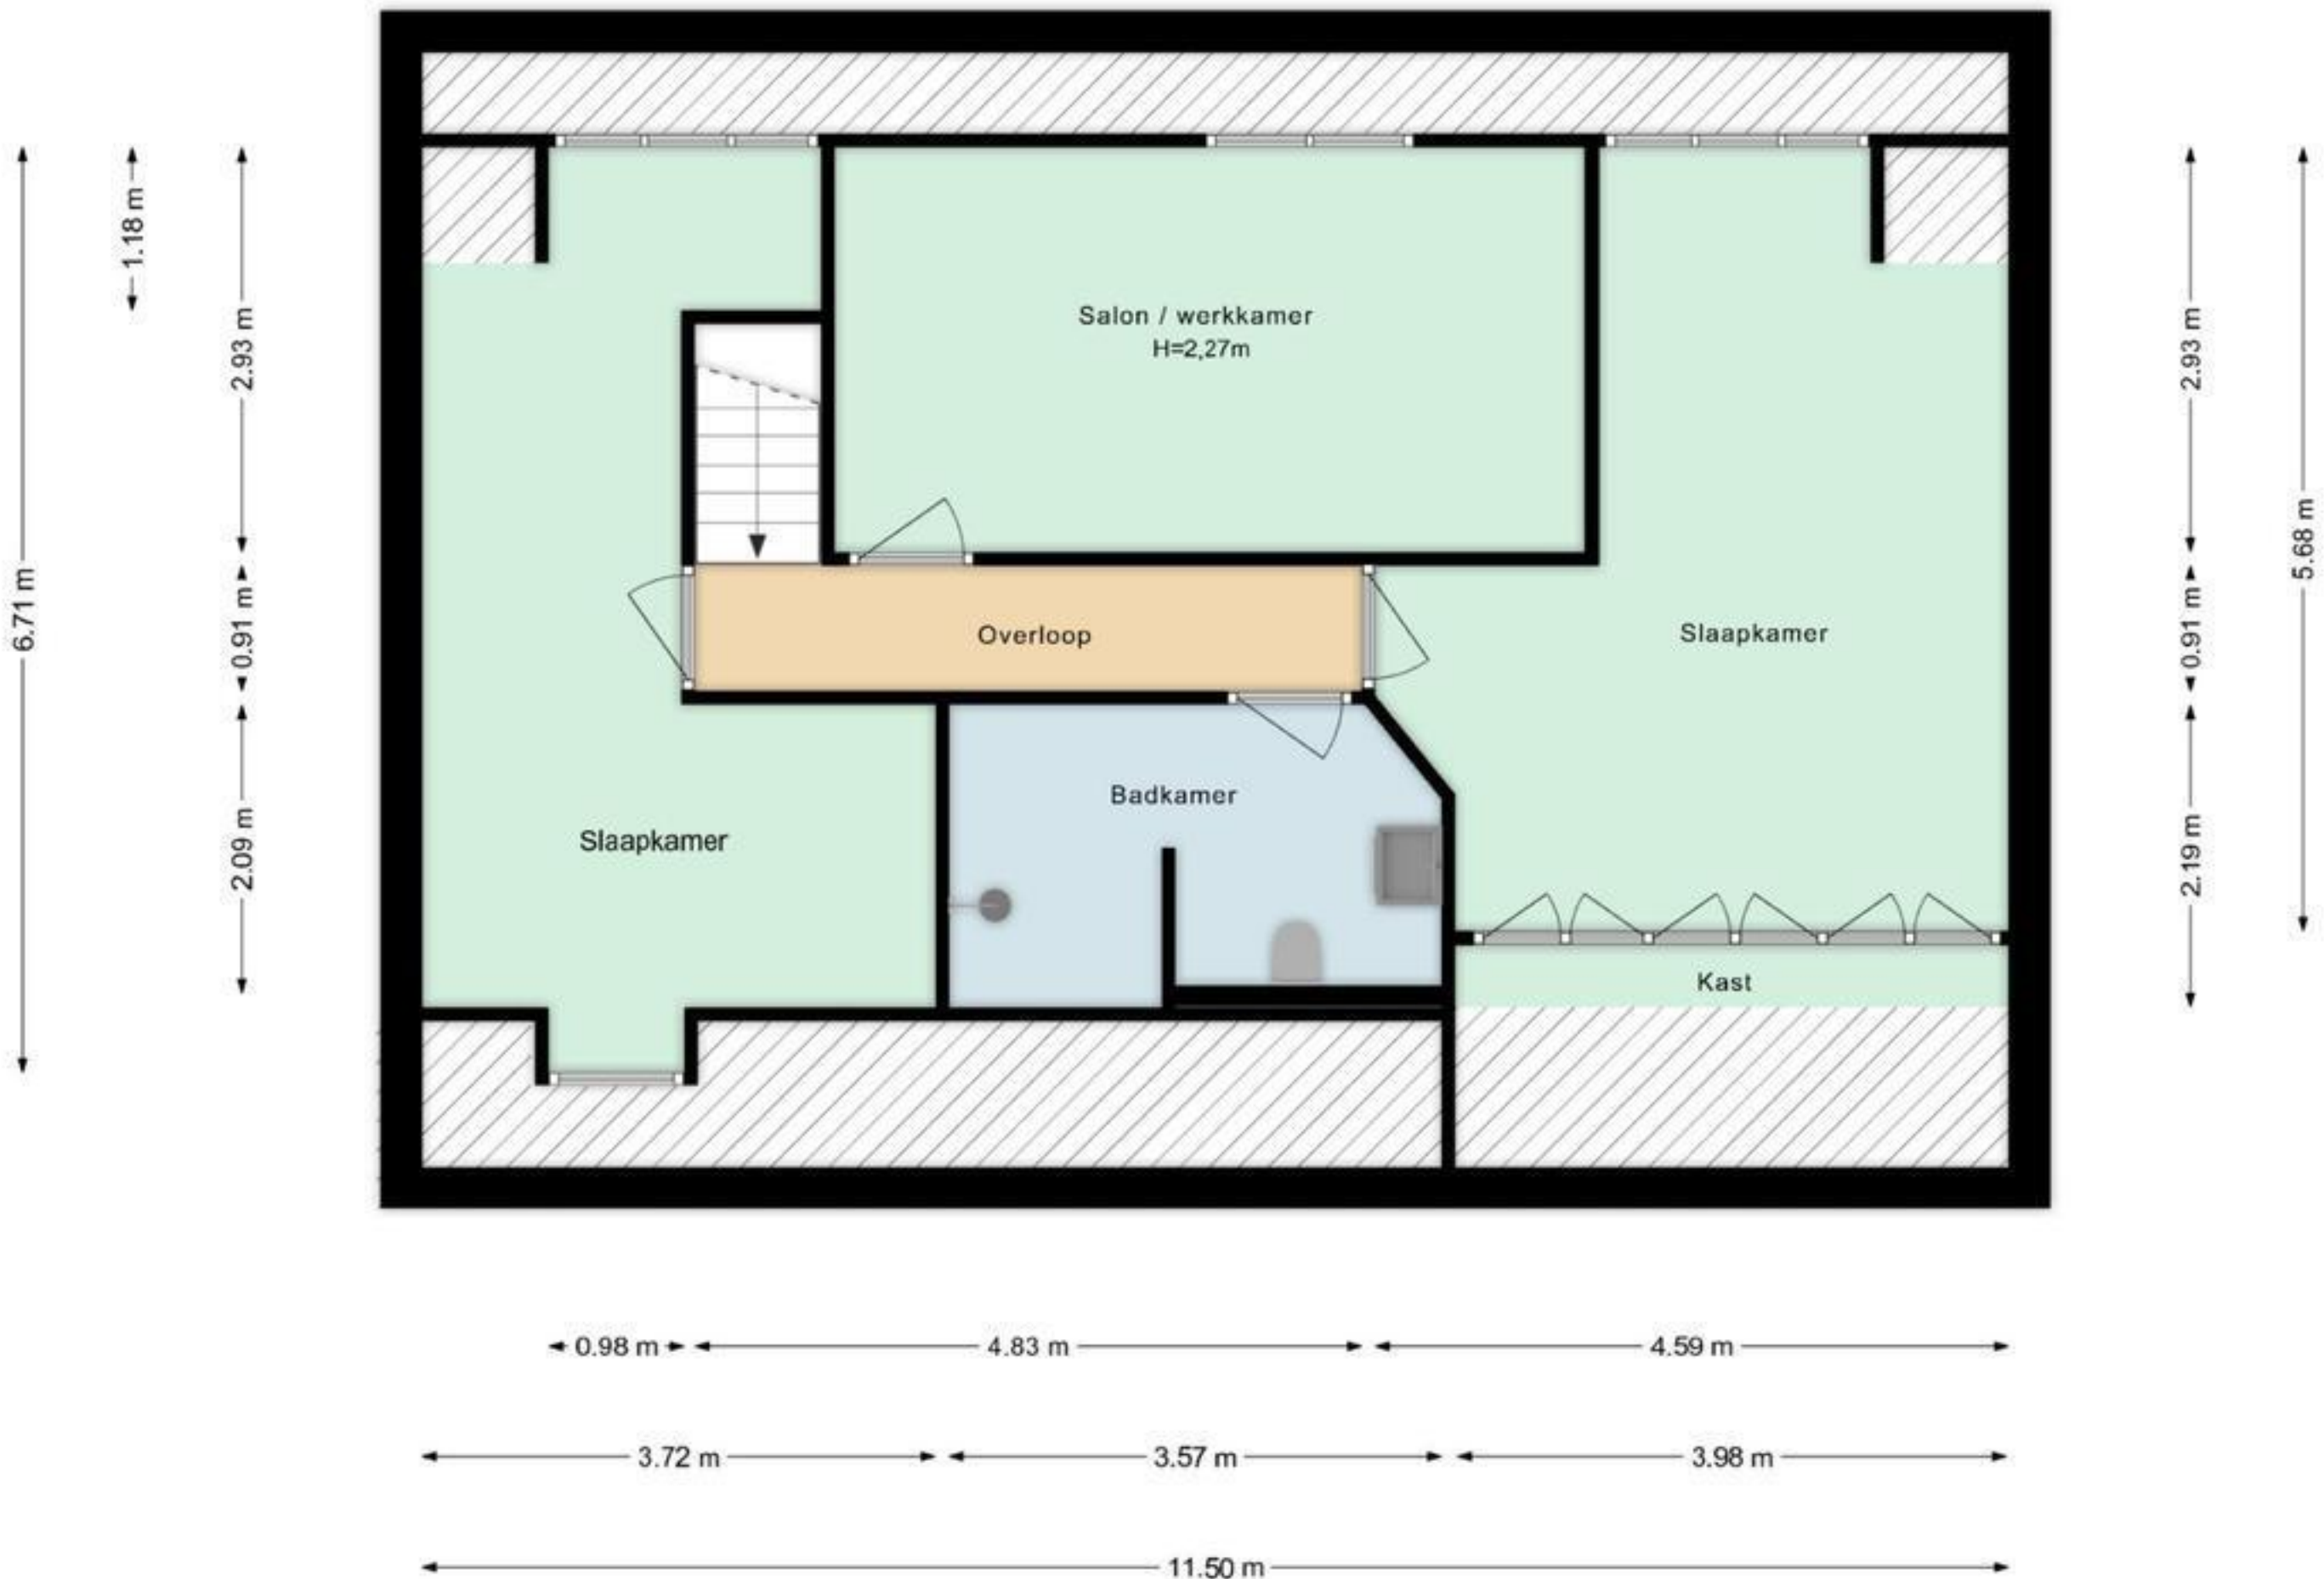 Salon / werkkamer
H=2,27m
Overloop
Slaapkamer
Badkamer
Slaapkamer
Kast
6.71 m
1.18 m
2.93 m
0.91 m
2.09 m
2.93 m
0.91 m
2.19 m
5.68 m
0.98 m
4.83 m
4.59 m
3.72 m
3.57 m
3.98 m
11.50 m